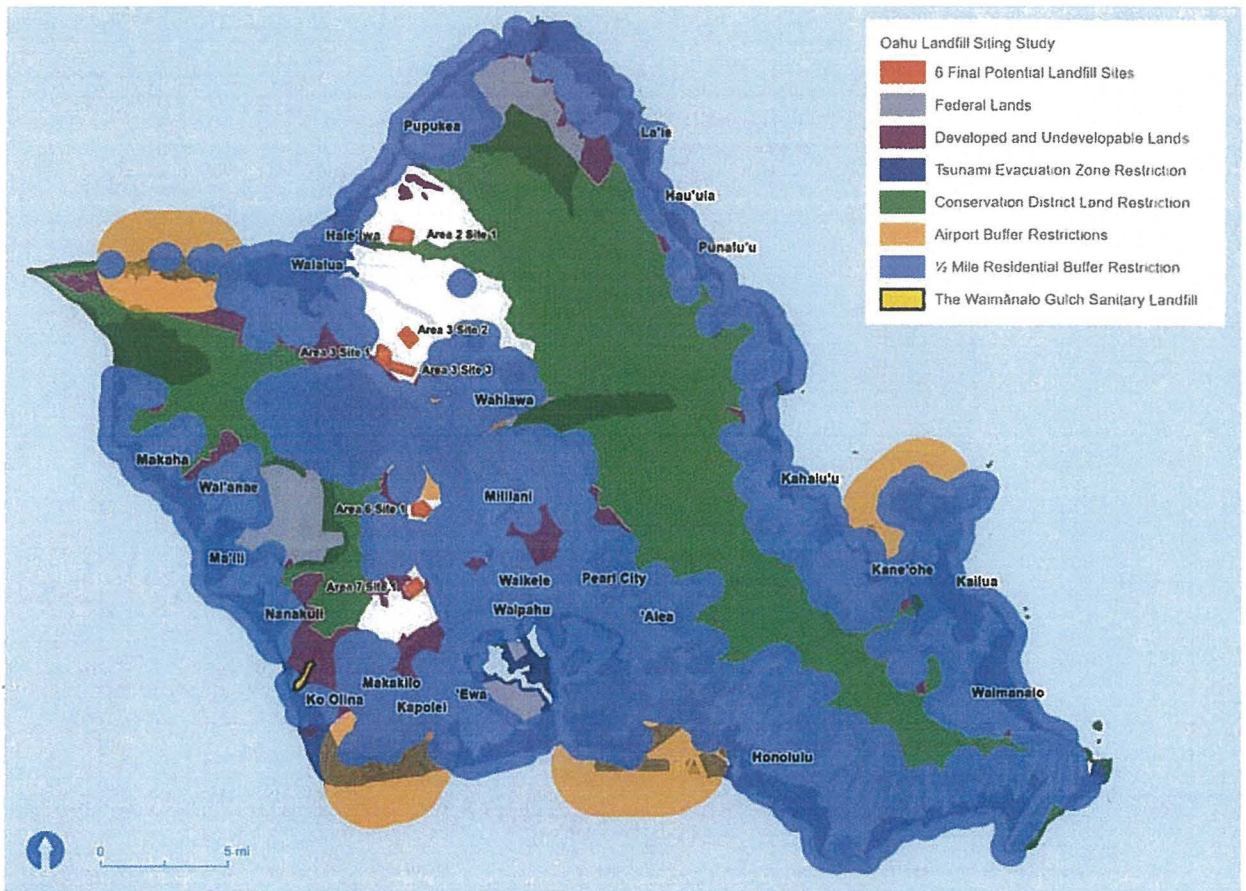 Oahu Landfill Siting Study
6 Final Potential Landfill Sites
Federal Lands
Developed and Undevelopable Lands
Tsunami Evacuation Zone Restriction
Conservation District Land Restriction
Airport Buffer Restrictions
½ Mile Residential Buffer Restriction
The Waimānalo Gulch Sanitary Landfill
Pupukea
La'ie
Hau'ula
Hale'iwa
Area 2 Site 1
Punalu'u
Waialua
Area 3 Site 2
Area 3 Site 1
Area 3 Site 3
Wahiawa
Makaha
Wai'anae
Kahalu'u
Mililani
Area 6 Site 1
Ma'ili
Kane'ohe
Kailua
Waikele
Pearl City
Area 7 Site 1
Nanakuli
Waipahu
'Aiea
Makakilo
Waimanalo
Ko Olina
'Ewa
Kapolei
Honolulu
0
5 mi